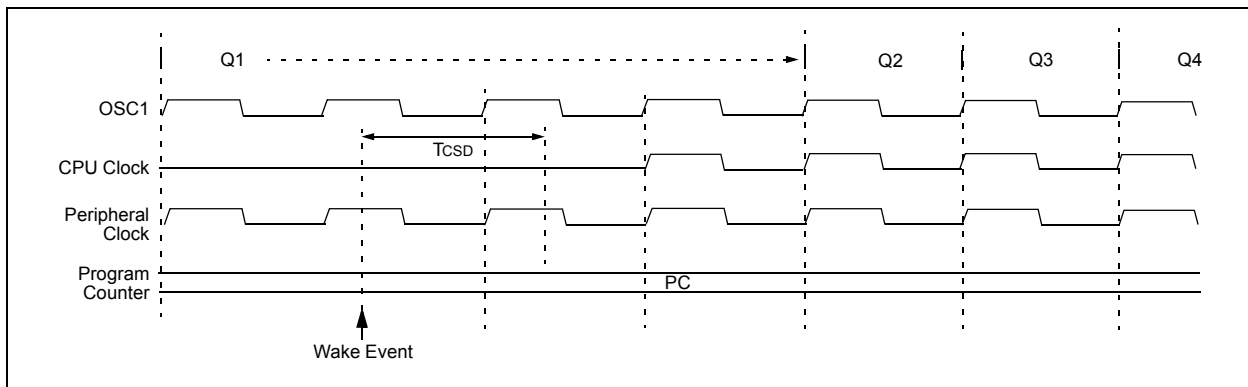 Q1 Q2 Q3 Q4
OSC1
TCSD
CPU Clock
Peripheral
Clock
Program
Counter
PC
Wake Event